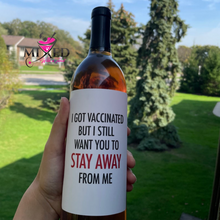 MIXED
I GOT VACCINATED
BUT I STILL
WANT YOU TO
STAY AWAY
FROM ME